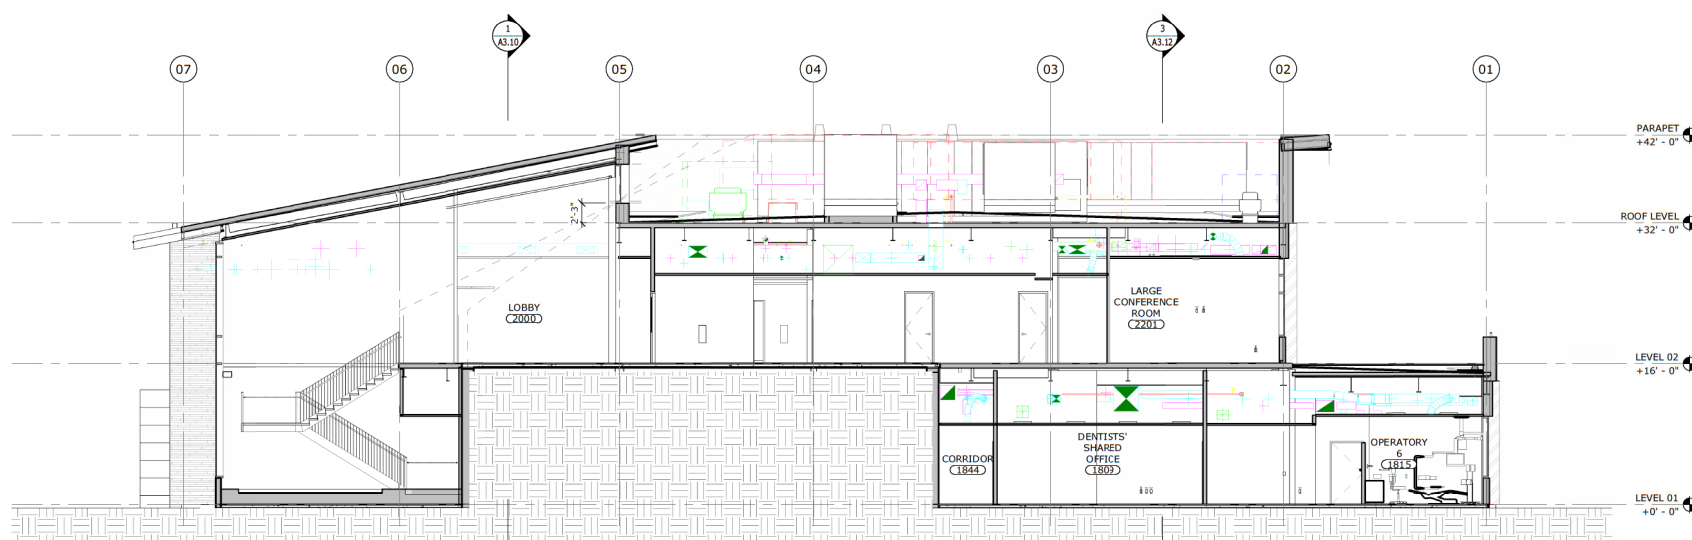 1
A3.10
3
A3.12
07
06
05
04
03
02
01
PARAPET
+42' - 0"
2'-3"
ROOF LEVEL
+32' - 0"
LOBBY
2000
LARGE
CONFERENCE
ROOM
2201
LEVEL 02
+16' - 0"
CORRIDOR
1844
DENTISTS'
SHARED
OFFICE
1809
OPERATORY
6
1815
LEVEL 01
+0' - 0"